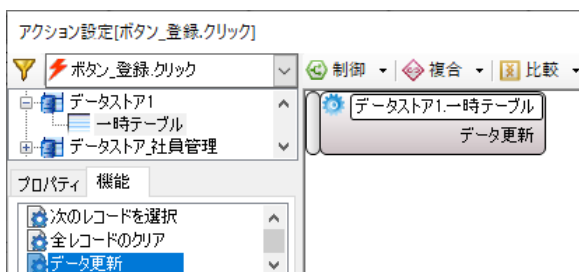 アクション設定[ボタン_登録.クリック]
ボタン_登録.クリック
制御
複合
比較
データストア1
一時テーブル
データストア_社員管理
データストア1.一時テーブル
データ更新
プロパティ
機能
次のレコードを選択
全レコードのクリア
データ更新